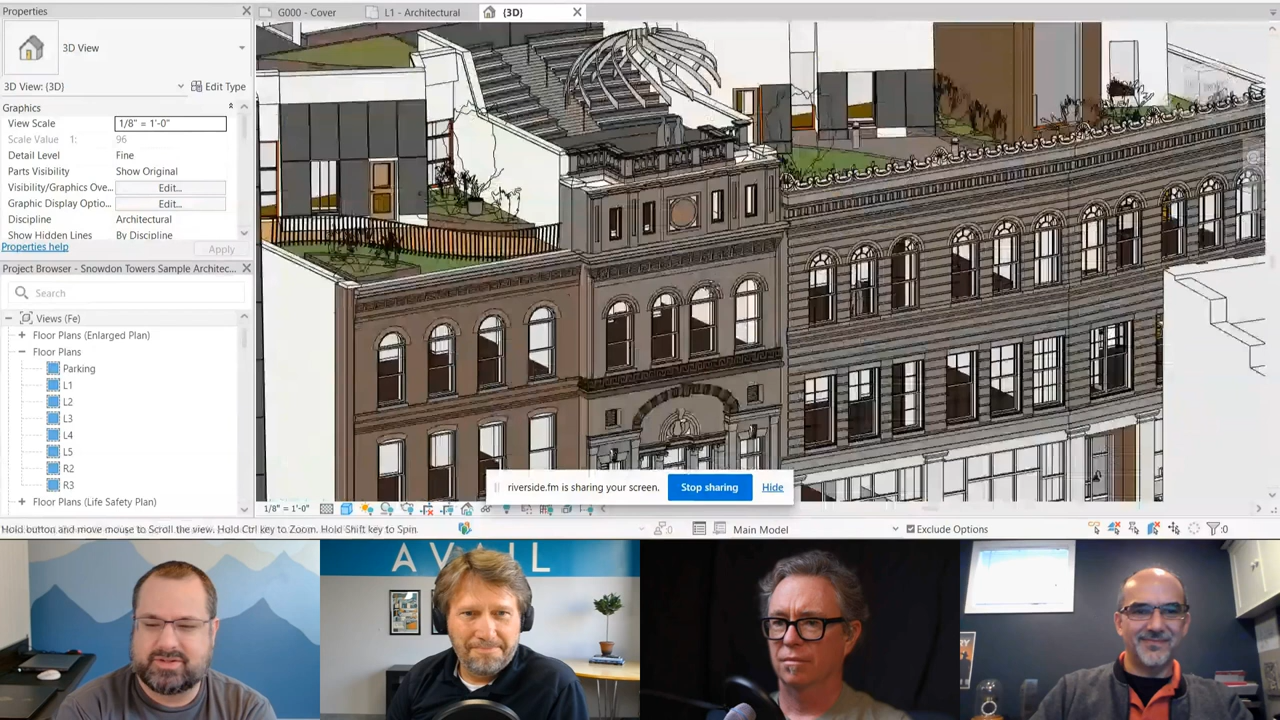 Properties
G000 - Cover
L1 - Architectural
(3D)
3D View
3D View: (3D)
Edit Type
Graphics
View Scale
1/8" = 1'-0"
Scale Value 1:
96
Detail Level
Fine
Parts Visibility
Show Original
Visibility/Graphics Ove...
Edit...
Graphic Display Optio...
Edit...
Discipline
Architectural
Show Hidden Lines
By Discipline
Properties help
Apply
Project Browser - Snowdon Towers Sample Architec...
Search
Views (Fe)
Floor Plans (Enlarged Plan)
Floor Plans
Parking
L1
L2
L3
L4
L5
R2
R3
Floor Plans (Life Safety Plan)
riverside.fm is sharing your screen.
Stop sharing
Hide
1/8" = 1'-0"
Hold button and move mouse to Scroll the view. Hold Ctrl key to Zoom. Hold Shift key to Spin.
:0
Main Model
Exclude Options
:0
AVAIL